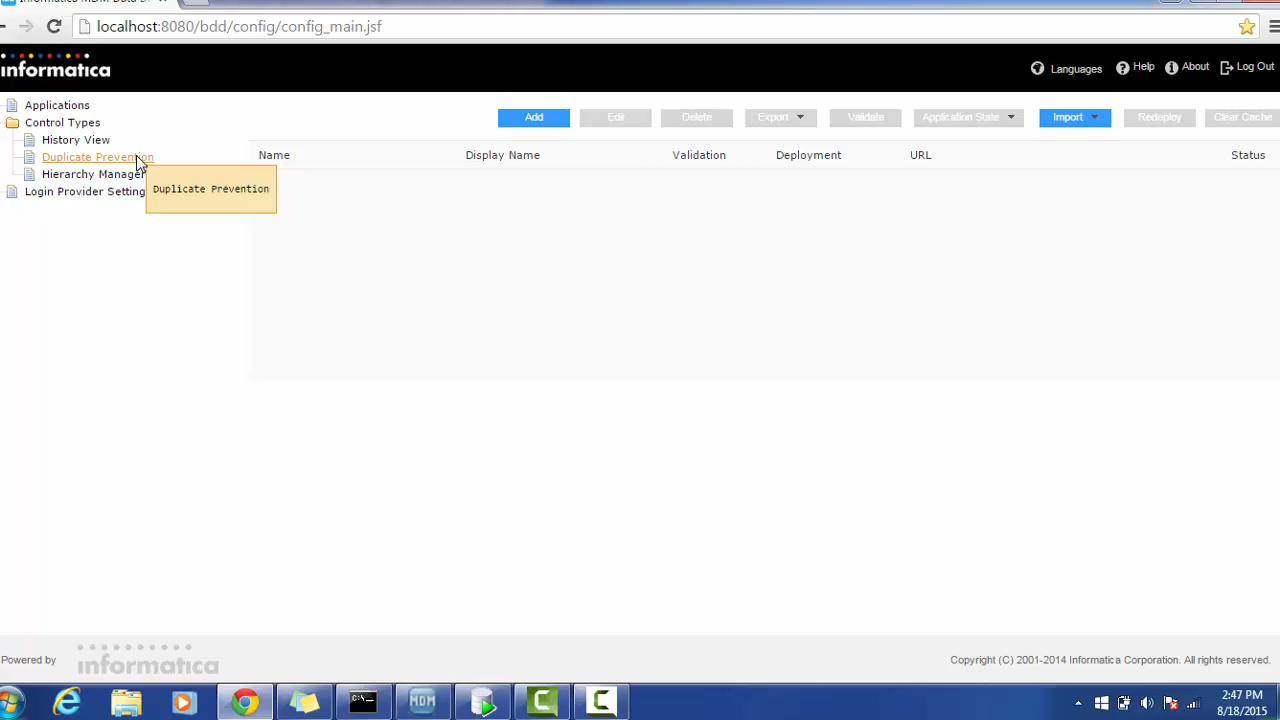 localhost:8080/bdd/config/config_main.jsf
informatica
Languages
Help
About
Log Out
Applications
Control Types
History View
Duplicate Prevention
Hierarchy Manager
Login Provider Setting
Duplicate Prevention
Add
Edit
Delete
Export
Validate
Application State
Import
Redeploy
Clear Cache
Name
Display Name
Validation
Deployment
URL
Status
Powered by
informatica
Copyright (C) 2001-2014 Informatica Corporation. All rights reserved.
C:\_
MDM
2:47 PM
8/18/2015